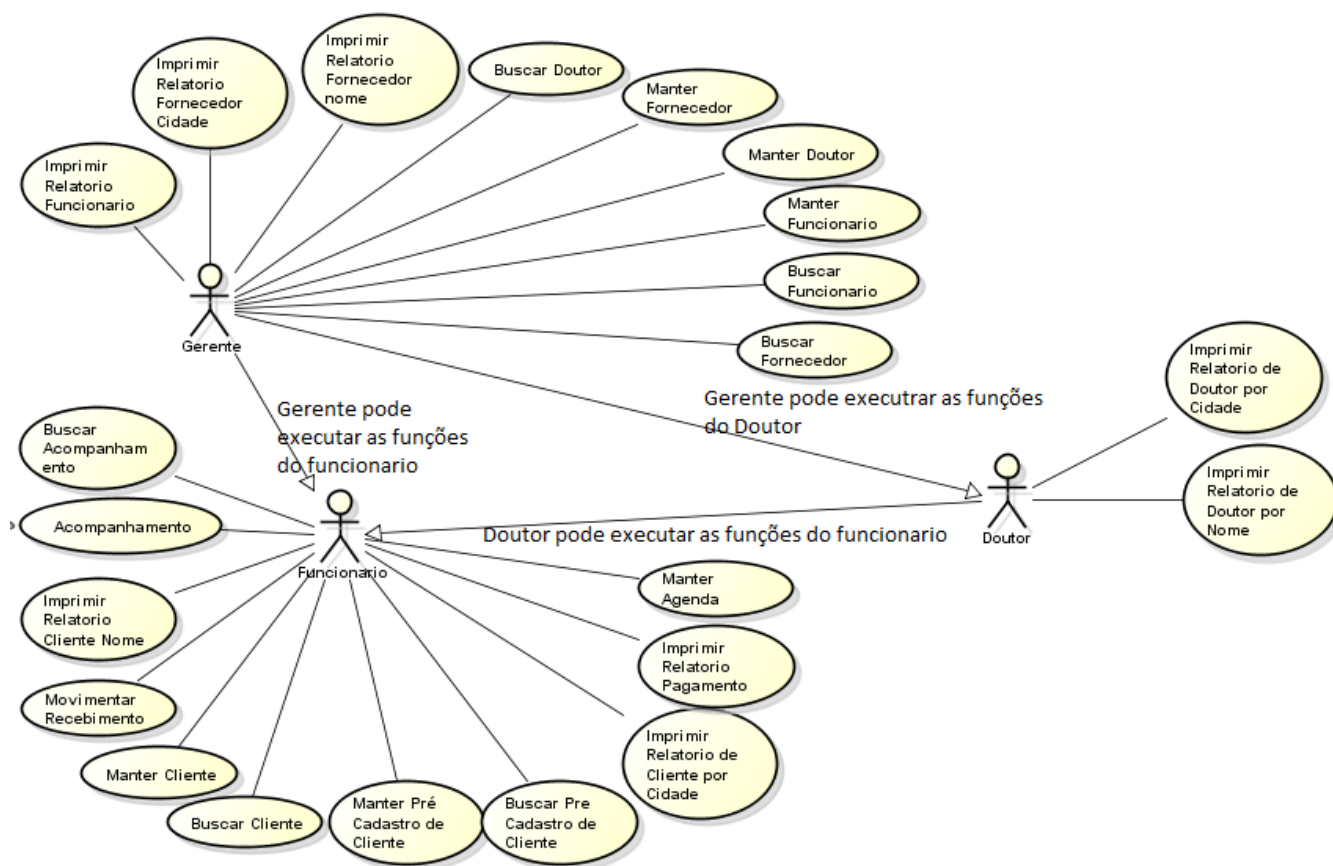 Imprimir
Relatorio
Fornecedor
Cidade
Imprimir
Relatorio
Fornecedor
nome
Buscar Doutor
Manter
Fornecedor
Manter Doutor
Imprimir
Relatorio
Funcionario
Manter
Funcionario
Buscar
Funcionario
Buscar
Fornecedor
Gerente
Imprimir
Relatorio de
Doutor por
Cidade
Gerente pode executrar as funções
do Doutor
Gerente pode
executar as funções
do funcionario
Buscar
Acompanham
ento
Imprimir
Relatorio de
Doutor por
Nome
Acompanhamento
Doutor pode executar as funções do funcionario
Doutor
Funcionario
Manter
Agenda
Imprimir
Relatorio
Cliente Nome
Imprimir
Relatorio
Pagamento
Movimentar
Recebimento
Imprimir
Relatorio de
Cliente por
Cidade
Manter Cliente
Buscar Cliente
Manter Pré
Cadastro de
Cliente
Buscar Pre
Cadastro de
Cliente